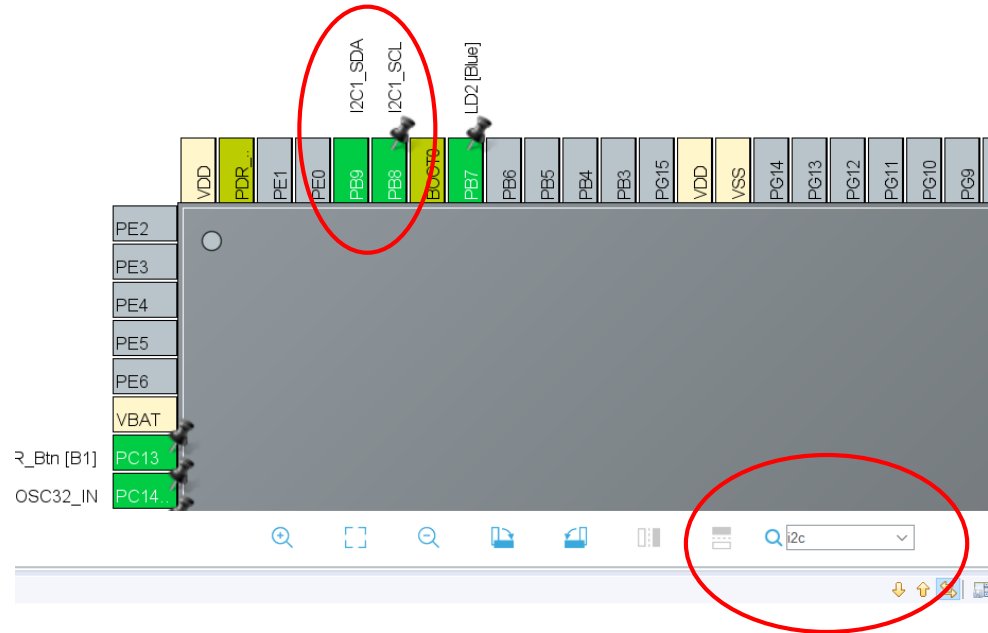 I2C1_SDA
I2C1_SCL
LD2 [Blue]
VDD
PDR_..
PE1
PE0
PB9
PB8
BOOT0
PB7
PB6
PB5
PB4
PB3
PG15
VDD
VSS
PG14
PG13
PG12
PG11
PG10
PG9
PE2
PE3
PE4
PE5
PE6
VBAT
R_Btn [B1] PC13
OSC32_IN PC14..
i2c